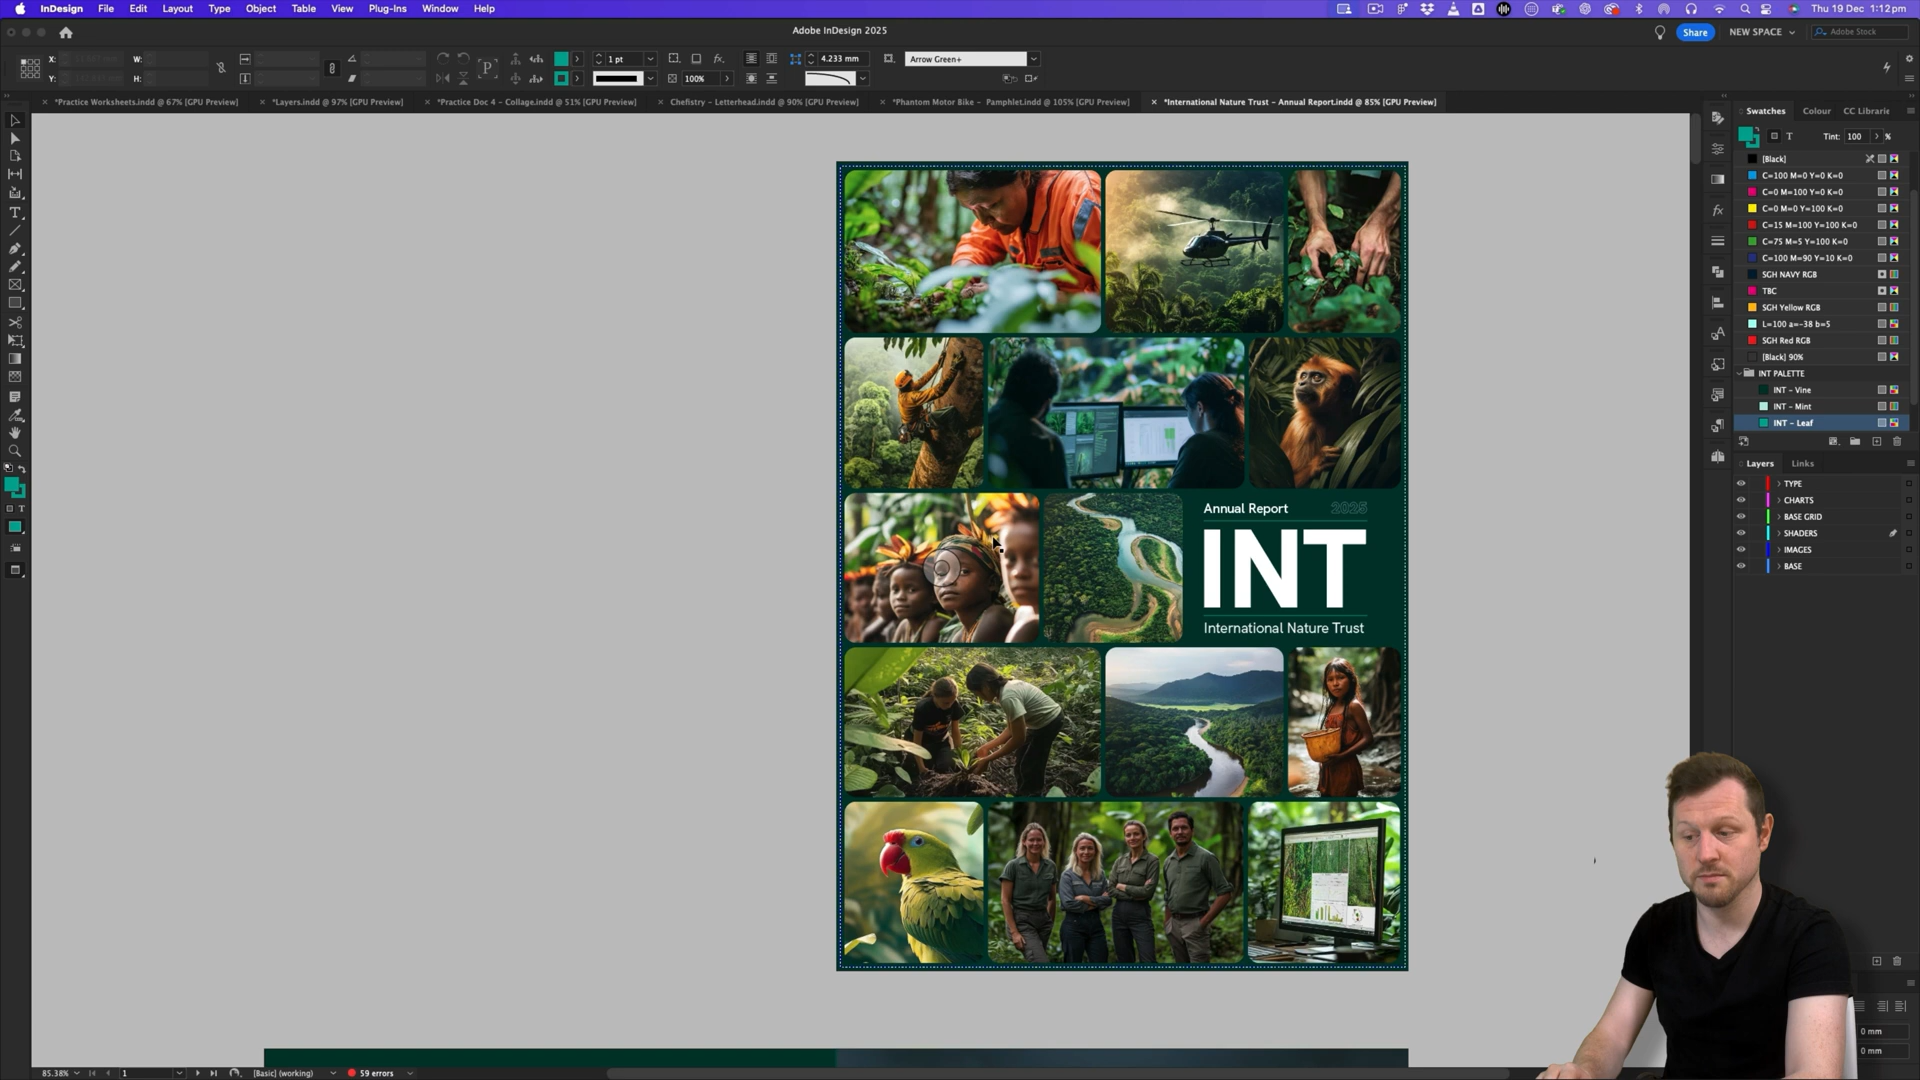 InDesign File Edit Layout Type Object Table View Plug-Ins Window Help Thu 19 Dec 1:12pm
Adobe InDesign 2025
Share NEW SPACE Adobe Stock
X: W: 1 pt 4.233 mm Arrow Green+
Y: H: 100%
*Practice Worksheets.indd @ 67% [GPU Preview] *Layers.indd @ 97% [GPU Preview] *Practice Doc 4 - Collage.indd @ 51% [GPU Preview] Chefistry - Letterhead.indd @ 90% [GPU Preview] *Phantom Motor Bike - Pamphlet.indd @ 105% [GPU Preview] *International Nature Trust - Annual Report.indd @ 85% [GPU Preview]
Swatches Colour CC Librarie
Tint: 100 %
[Black]
C=100 M=0 Y=0 K=0
C=0 M=100 Y=0 K=0
C=0 M=0 Y=100 K=0
C=15 M=100 Y=100 K=0
C=75 M=5 Y=100 K=0
C=100 M=90 Y=10 K=0
SGH NAVY RGB
TBC
SGH Yellow RGB
L=100 a=-38 b=5
SGH Red RGB
[Black] 90%
INT PALETTE
INT - Vine
INT - Mint
INT - Leaf
Layers Links
TYPE
CHARTS
BASE GRID
SHADERS
IMAGES
BASE
Annual Report 2025
INT
International Nature Trust
0 mm
0 mm
85.38% 1 [Basic] (working) 59 errors